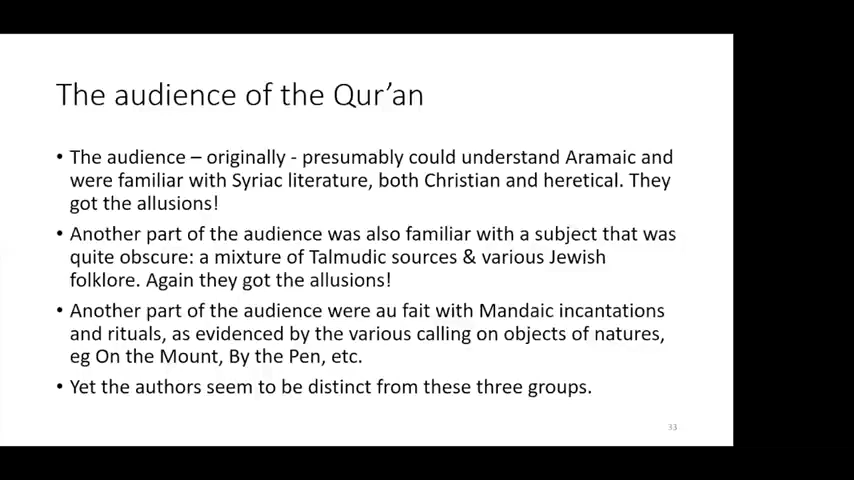 The audience of the Qur’an
• The audience – originally - presumably could understand Aramaic and
were familiar with Syriac literature, both Christian and heretical. They
got the allusions!
• Another part of the audience was also familiar with a subject that was
quite obscure: a mixture of Talmudic sources & various Jewish
folklore. Again they got the allusions!
• Another part of the audience were au fait with Mandaic incantations
and rituals, as evidenced by the various calling on objects of natures,
eg On the Mount, By the Pen, etc.
• Yet the authors seem to be distinct from these three groups.
33